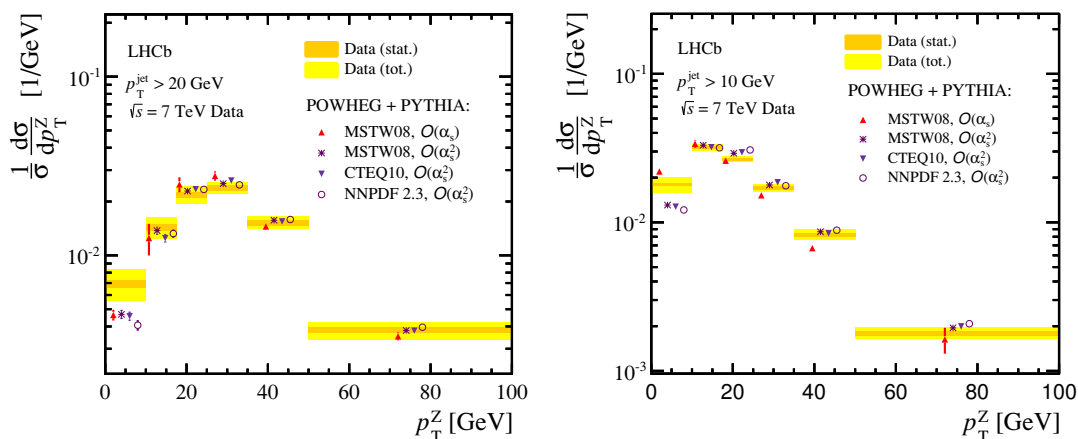 1/σ dσ/dp_T^Z [1/GeV]
LHCb
p_T^jet > 20 GeV
√s = 7 TeV Data
Data (stat.)
Data (tot.)
POWHEG + PYTHIA:
MSTW08, O(α_s)
MSTW08, O(α_s^2)
CTEQ10, O(α_s^2)
NNPDF 2.3, O(α_s^2)
10^-1
10^-2
0 20 40 60 80 100
p_T^Z [GeV]
1/σ dσ/dp_T^Z [1/GeV]
LHCb
p_T^jet > 10 GeV
√s = 7 TeV Data
Data (stat.)
Data (tot.)
POWHEG + PYTHIA:
MSTW08, O(α_s)
MSTW08, O(α_s^2)
CTEQ10, O(α_s^2)
NNPDF 2.3, O(α_s^2)
10^-1
10^-2
10^-3
0 20 40 60 80 100
p_T^Z [GeV]